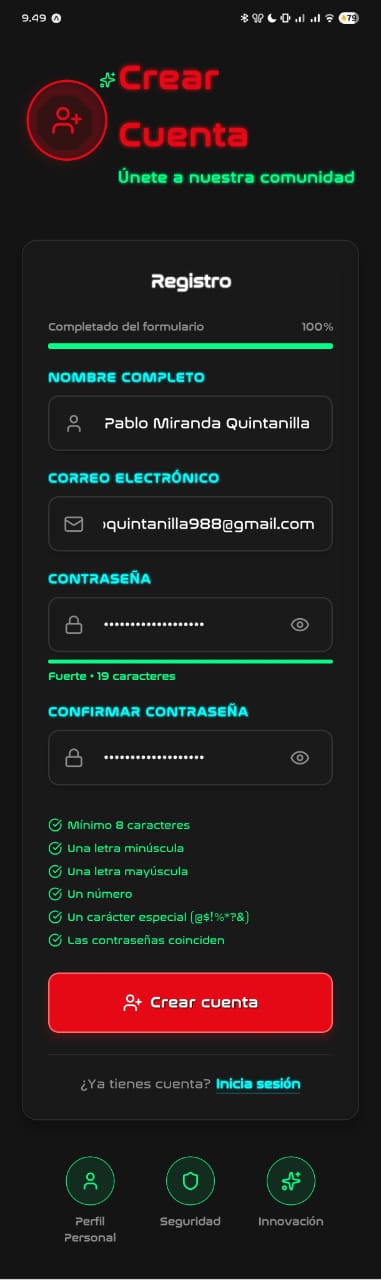 9.49
79
Crear
Cuenta
Únete a nuestra comunidad
Registro
Completado del formulario 100%
NOMBRE COMPLETO
Pablo Miranda Quintanilla
CORREO ELECTRÓNICO
oquintanilla988@gmail.com
CONTRASEÑA
•••••••••••••••••••
Fuerte • 19 caracteres
CONFIRMAR CONTRASEÑA
•••••••••••••••••••
Mínimo 8 caracteres
Una letra minúscula
Una letra mayúscula
Un número
Un carácter especial (@$!%*?&)
Las contraseñas coinciden
Crear cuenta
¿Ya tienes cuenta? Inicia sesión
Perfil
Personal
Seguridad
Innovación